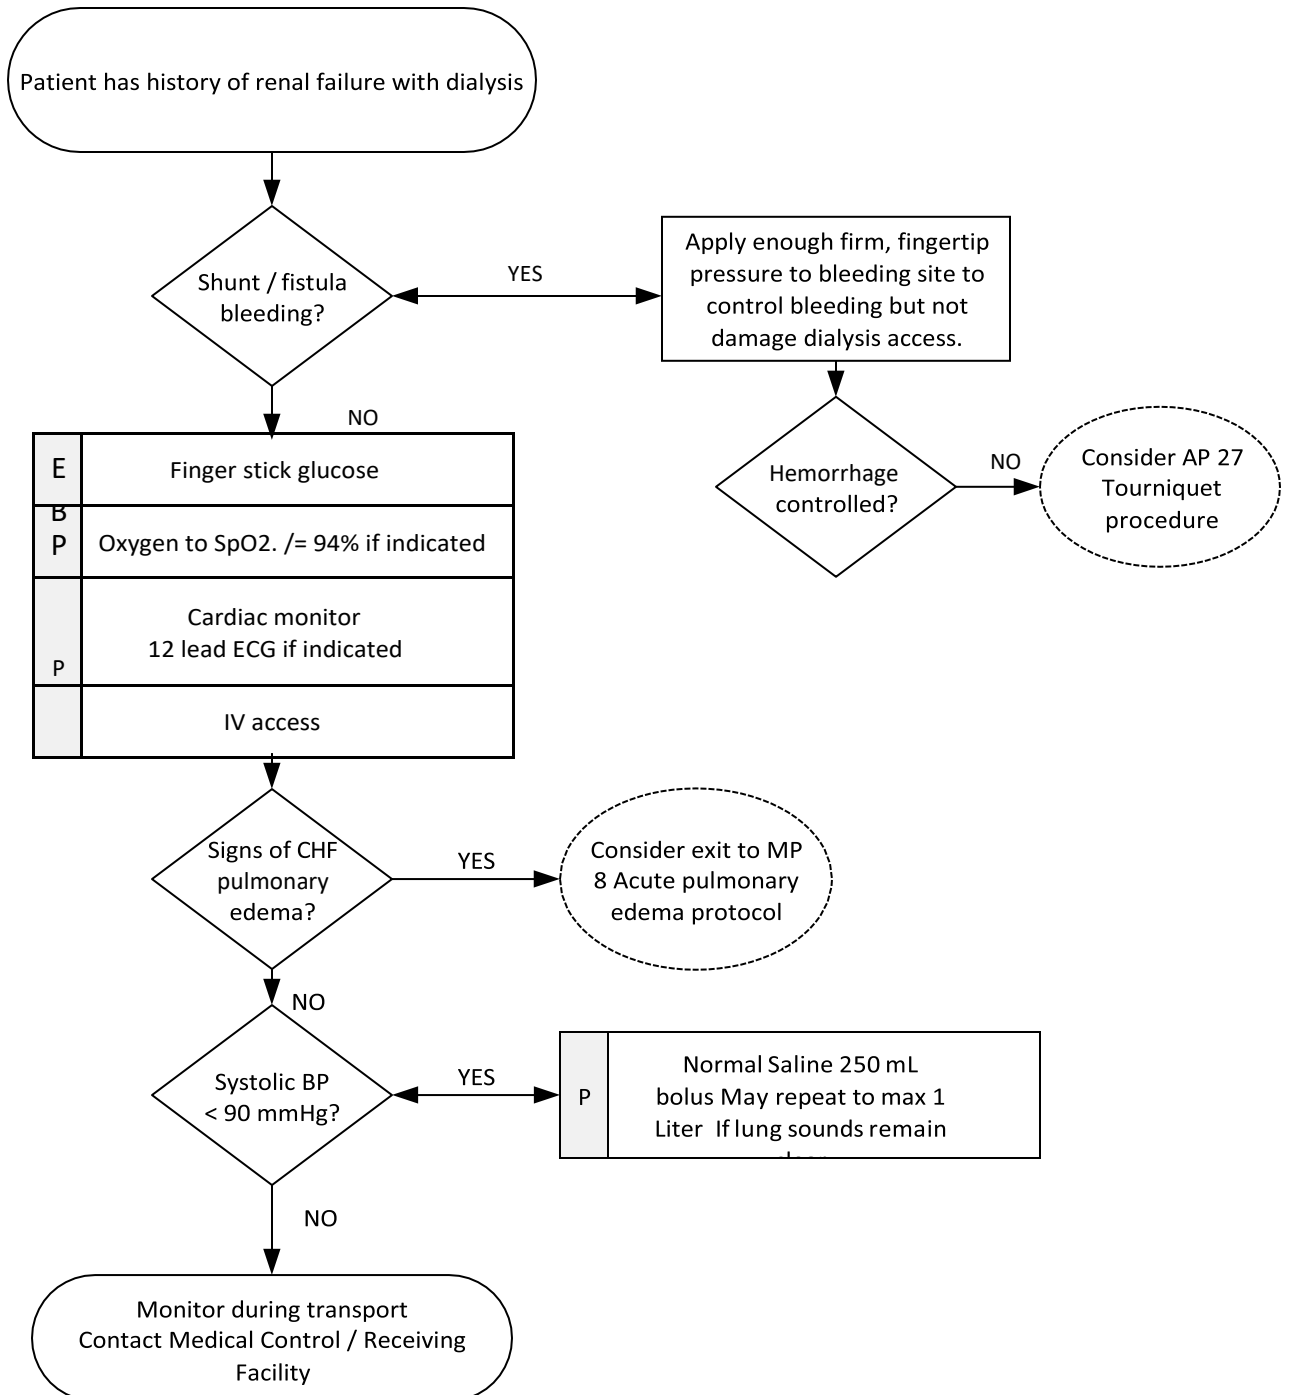 Patient has history of renal failure with dialysis
Shunt / fistula
bleeding?
YES
Apply enough firm, fingertip
pressure to bleeding site to
control bleeding but not
damage dialysis access.
Hemorrhage
controlled?
NO
Consider AP 27
Tourniquet
procedure
NO
E
Finger stick glucose
B
P
Oxygen to SpO2. /= 94% if indicated
Cardiac monitor
12 lead ECG if indicated
P
IV access
Signs of CHF
pulmonary
edema?
YES
Consider exit to MP
8 Acute pulmonary
edema protocol
NO
Systolic BP
< 90 mmHg?
YES
P
Normal Saline 250 mL
bolus May repeat to max 1
Liter If lung sounds remain
NO
Monitor during transport
Contact Medical Control / Receiving
Facility